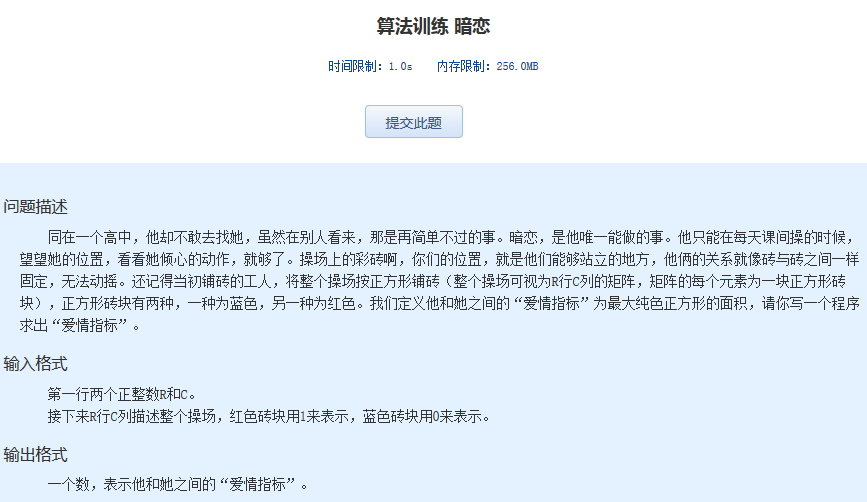 算法训练 暗恋
时间限制：1.0s 内存限制：256.0MB
提交此题
问题描述
同在一个高中，他却不敢去找她，虽然在别人看来，那是再简单不过的事。暗恋，是他唯一能做的事。他只能在每天课间操的时候，
望望她的位置，看看她倾心的动作，就够了。操场上的彩砖啊，你们的位置，就是他们能够站立的地方，他俩的关系就像砖与砖之间一样
固定，无法动摇。还记得当初铺砖的工人，将整个操场按正方形铺砖（整个操场可视为R行C列的矩阵，矩阵的每个元素为一块正方形砖
块），正方形砖块有两种，一种为蓝色，另一种为红色。我们定义他和她之间的“爱情指标”为最大纯色正方形的面积，请你写一个程序
求出“爱情指标”。
输入格式
第一行两个正整数R和C。
接下来R行C列描述整个操场，红色砖块用1来表示，蓝色砖块用0来表示。
输出格式
一个数，表示他和她之间的“爱情指标”。